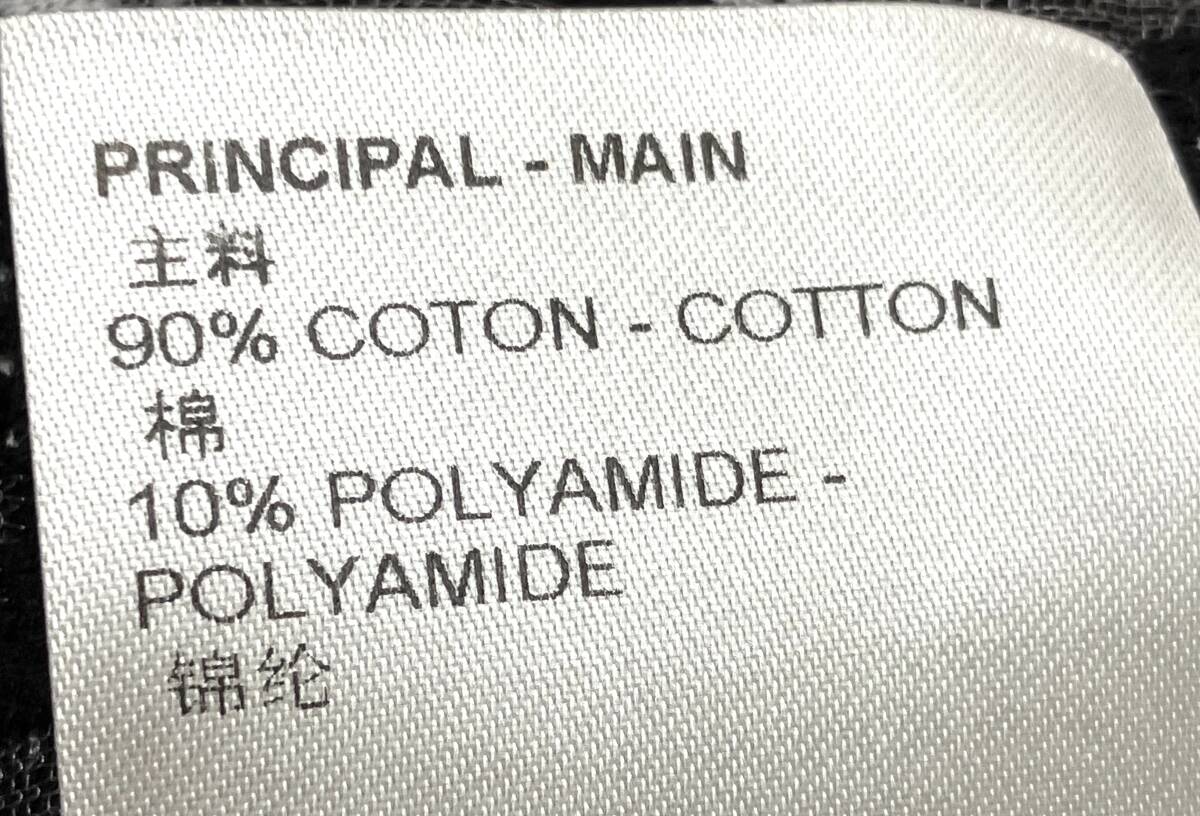 PRINCIPAL - MAIN
主料
90% COTON - COTTON
棉
10% POLYAMIDE -
POLYAMIDE
锦纶